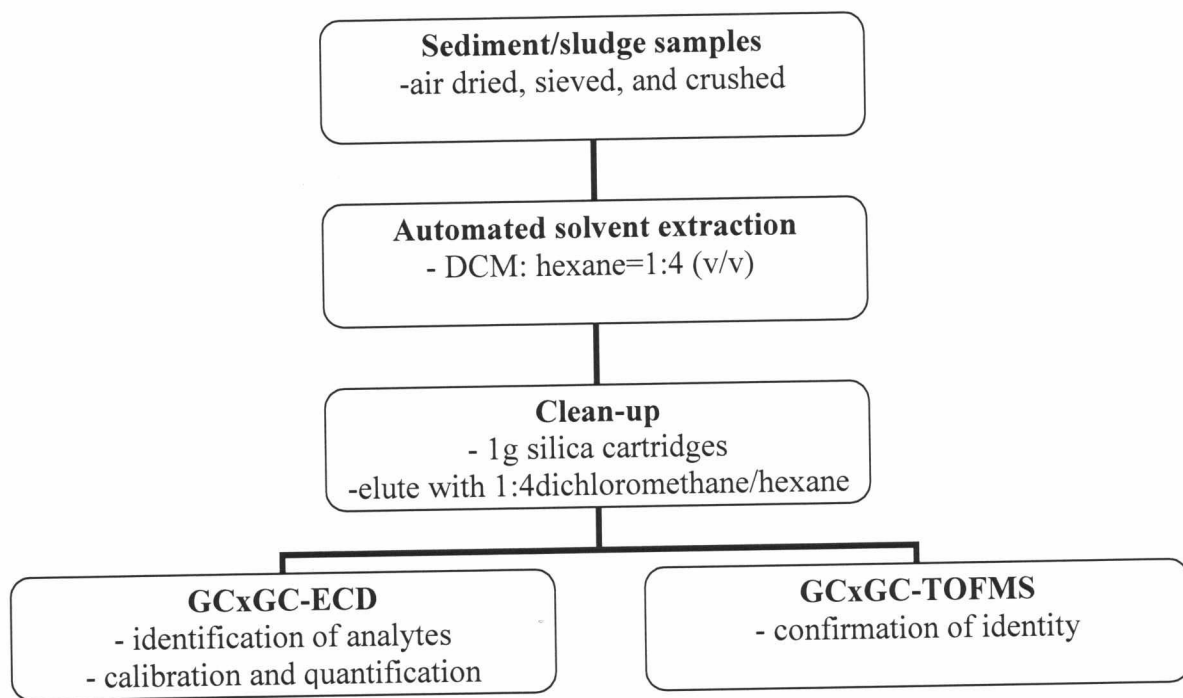 Sediment/sludge samples
-air dried, sieved, and crushed
Automated solvent extraction
- DCM: hexane=1:4 (v/v)
Clean-up
- 1g silica cartridges
-elute with 1:4dichloromethane/hexane
GCxGC-ECD
- identification of analytes
- calibration and quantification
GCxGC-TOFMS
- confirmation of identity